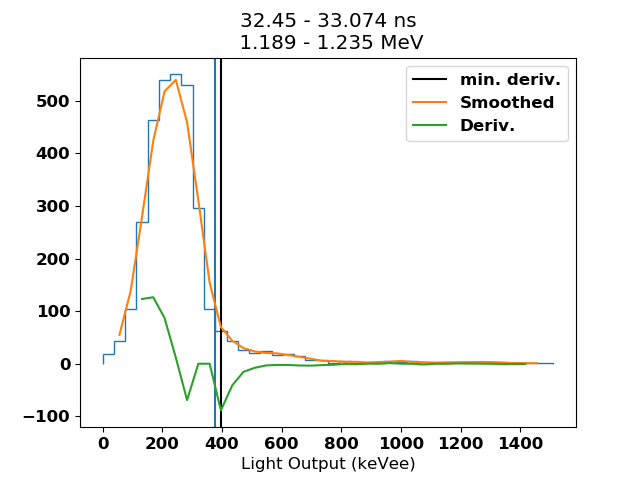 32.45 - 33.074 ns
1.189 - 1.235 MeV
min. deriv.
Smoothed
Deriv.
500
400
300
200
100
0
−100
0 200 400 600 800 1000 1200 1400
Light Output (keVee)